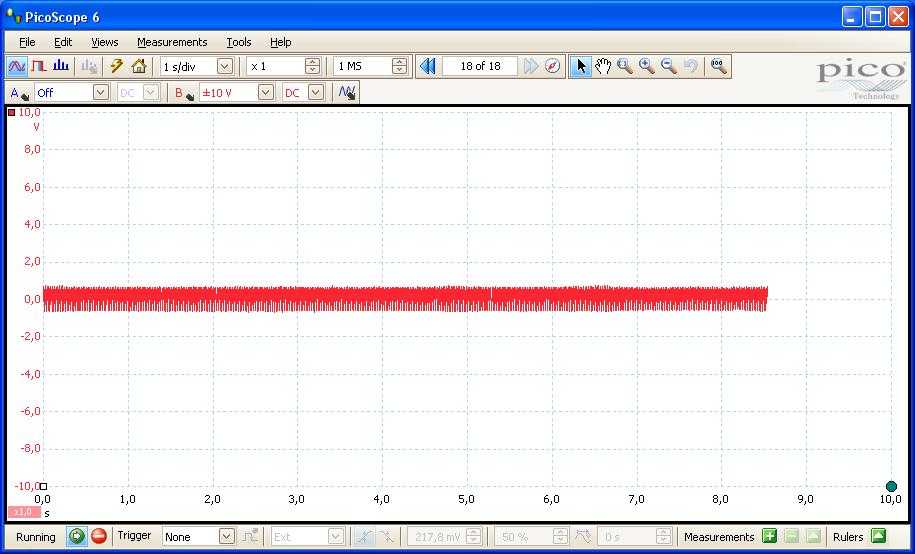 PicoScope 6
File Edit Views Measurements Tools Help
1 s/div x 1 1 MS 18 of 18 100
pico
Technology
A Off DC B ±10 V DC
10,0
V
8,0
6,0
4,0
2,0
0,0
-2,0
-4,0
-6,0
-8,0
-10,0
0,0 1,0 2,0 3,0 4,0 5,0 6,0 7,0 8,0 9,0 10,0
x1,0 s
Running Trigger None Ext 217,8 mV 50 % 0 s Measurements Rulers